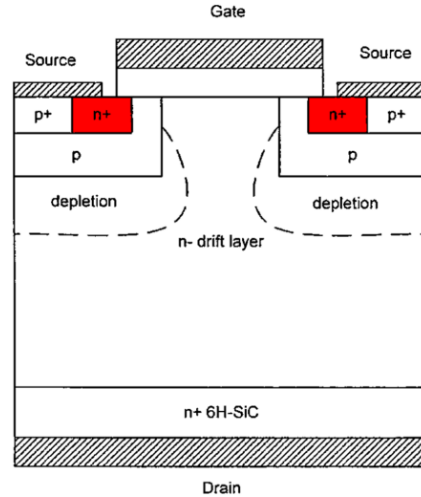 Gate
Source
Source
p+
n+
n+
p+
p
p
depletion
depletion
n- drift layer
n+ 6H-SiC
Drain